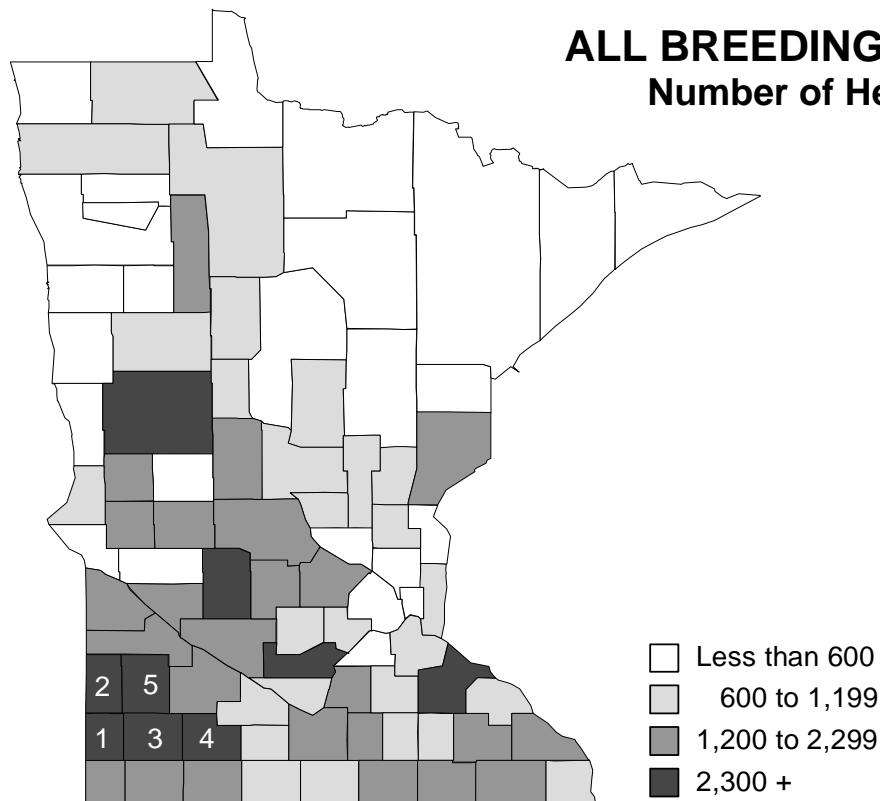 ALL BREEDING
Number of
2 5
1 3 4
Less than 600
600 to 1,199
1,200 to 2,299
2,300 +